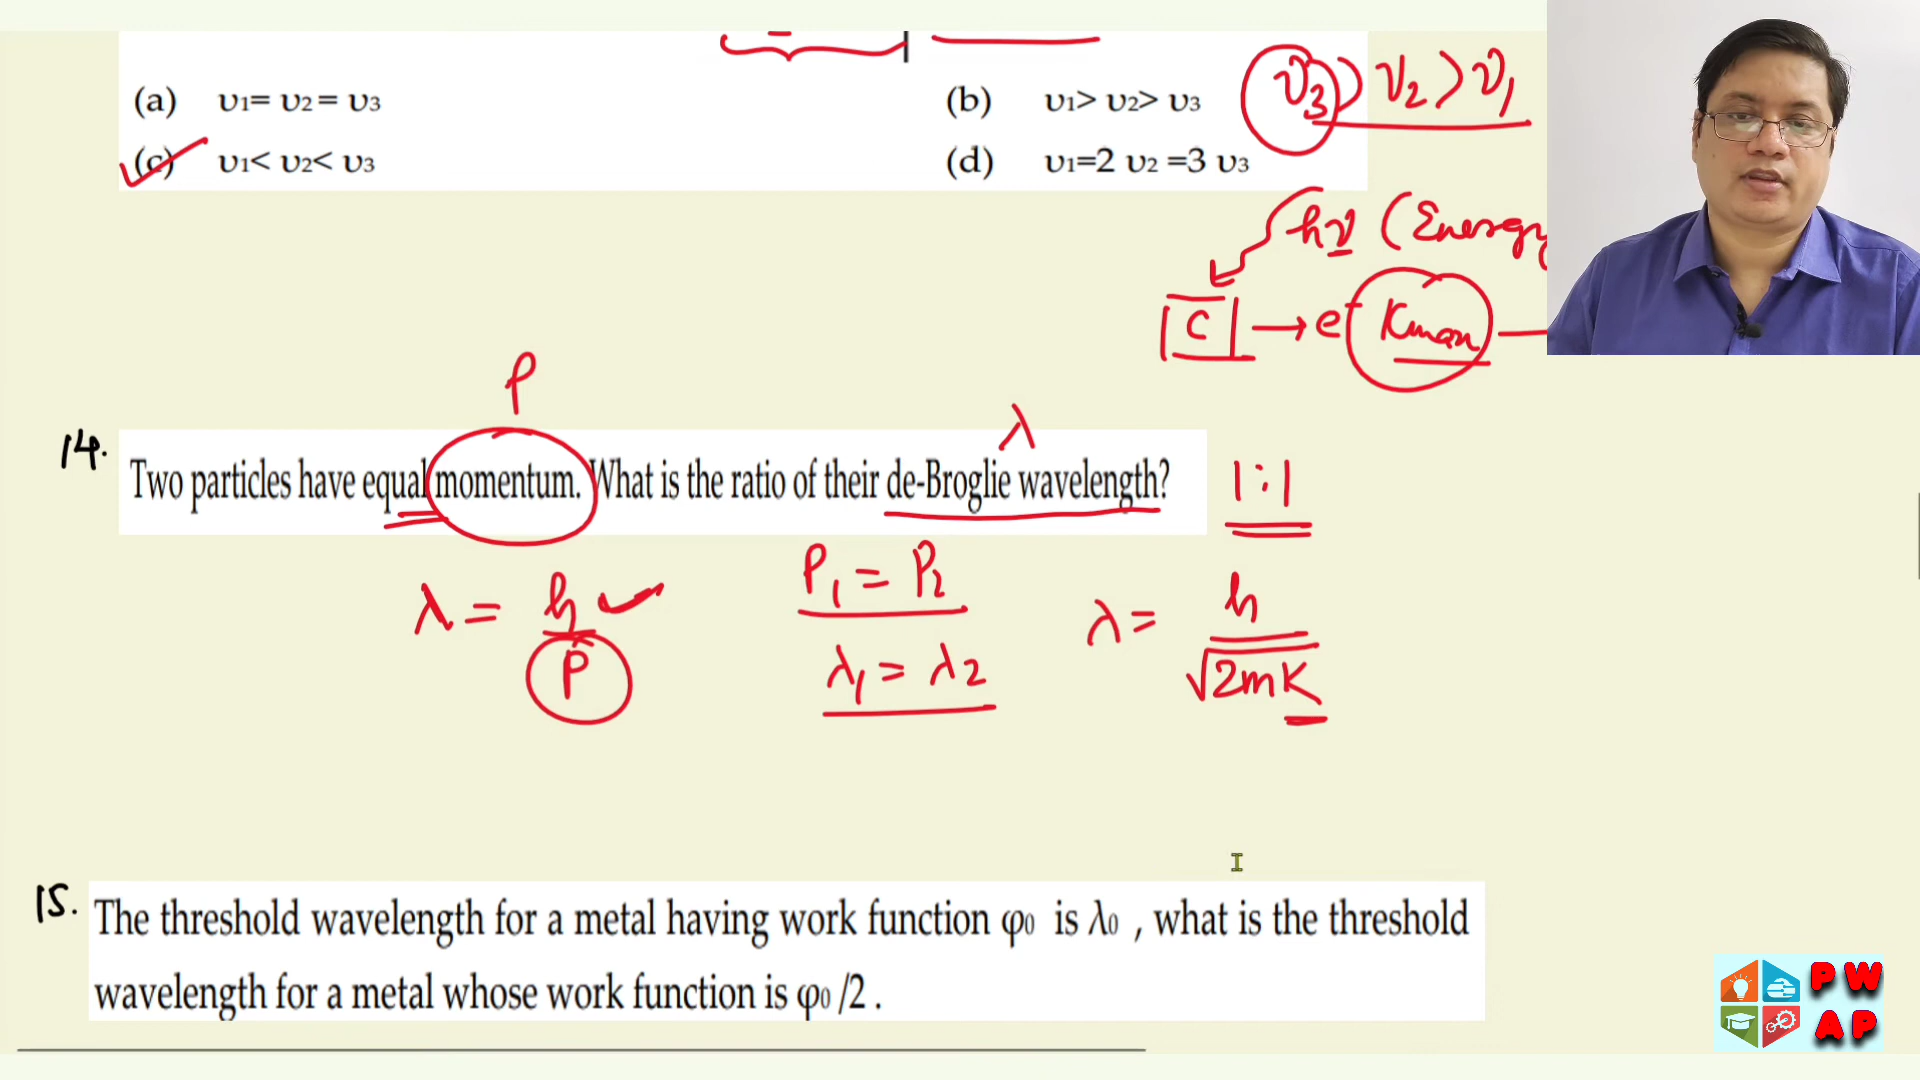 (a) υ1= υ2 = υ3
(b) υ1> υ2> υ3
ν3 > ν2 > ν1
(c) υ1< υ2< υ3
(d) υ1=2 υ2 =3 υ3
hν (Energy
C → e Kmax
P
λ
14. Two particles have equal momentum. What is the ratio of their de-Broglie wavelength? 1:1
λ = h/P
P1 = P2
λ1 = λ2
λ = h/√2mK
15. The threshold wavelength for a metal having work function φ0 is λ0 , what is the threshold
wavelength for a metal whose work function is φ0 /2 .
PW
AP